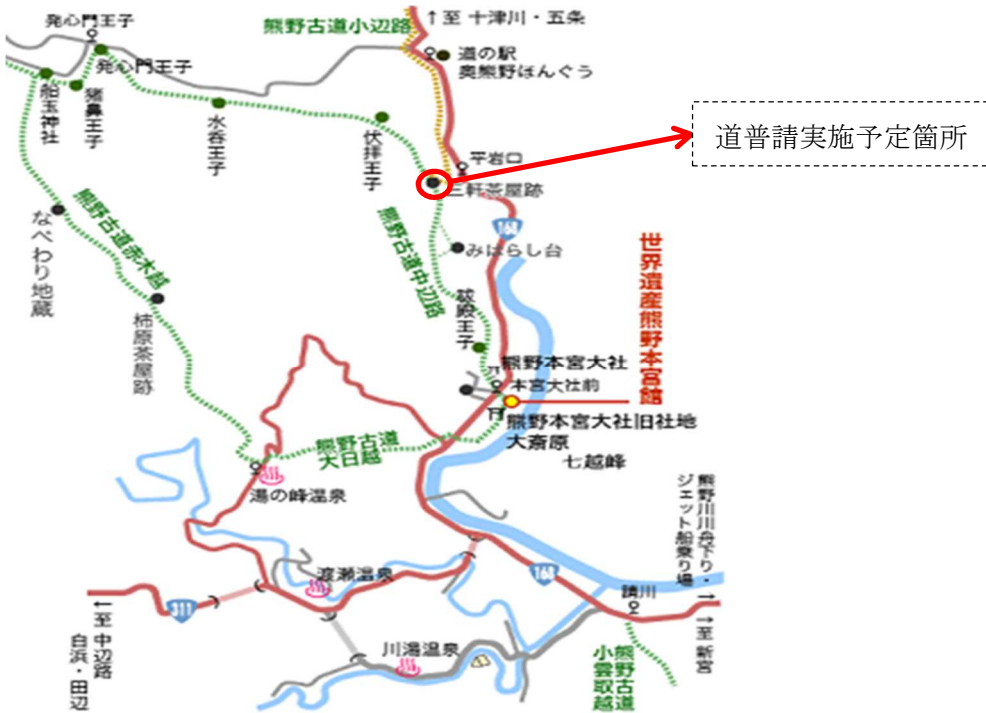 発心門王子
熊野古道小辺路
↑至 十津川・五条
道の駅
奥熊野ほんぐう
発心門王子
船玉神社
猪鼻王子
水呑王子
伏拝王子
平岩口
三軒茶屋跡
道普請実施予定箇所
168
熊野古道赤木越
なべわり地蔵
熊野古道中辺路
みはらし台
世界遺産熊野本宮館
柿原茶屋跡
祓殿王子
熊野本宮大社
本宮大社前
熊野本宮大社旧社地
大斎原
七越峰
熊野古道
大日越
湯の峰温泉
熊野川川舟下り・
ジェット船乗り場
渡瀬温泉
168
請川
311
←至 中辺路
白浜・田辺
川湯温泉
→至 新宮
熊野古道
小雲取越